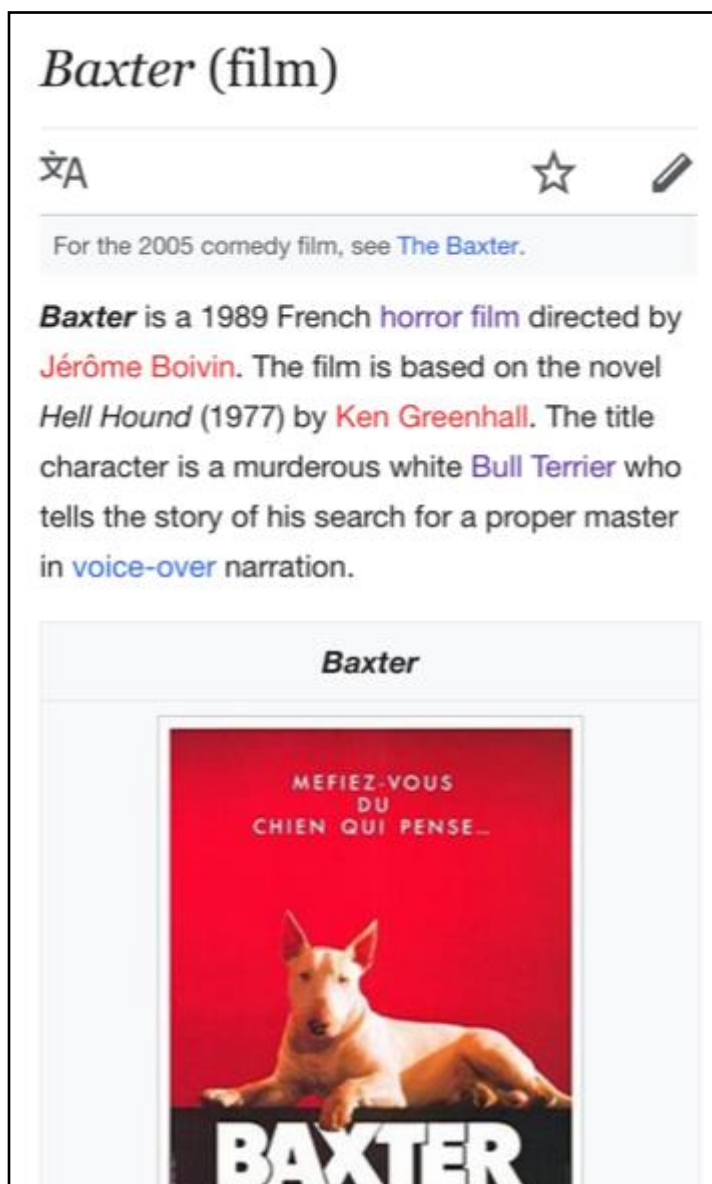 Baxter (film)
For the 2005 comedy film, see The Baxter.
Baxter is a 1989 French horror film directed by
Jérôme Boivin. The film is based on the novel
Hell Hound (1977) by Ken Greenhall. The title
character is a murderous white Bull Terrier who
tells the story of his search for a proper master
in voice-over narration.
Baxter
MEFIEZ-VOUS
DU
CHIEN QUI PENSE...
BAXTER